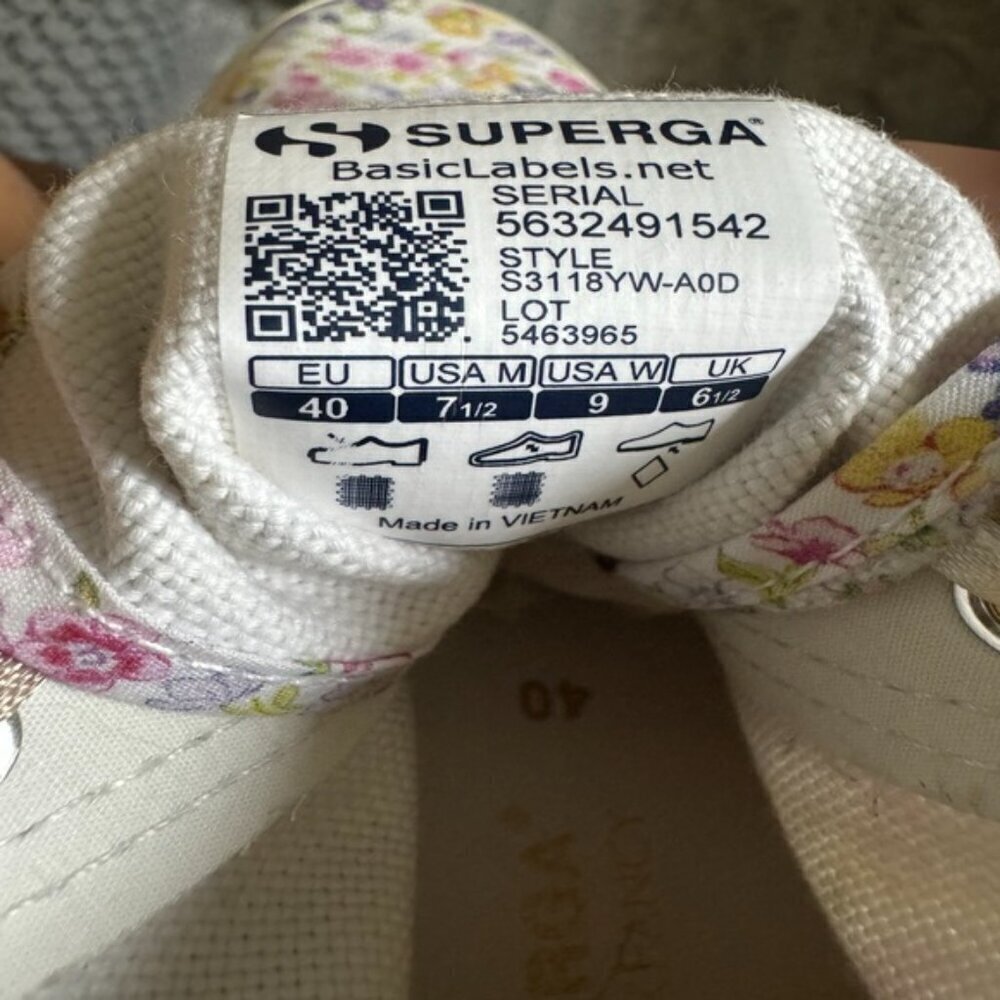 SUPERGA®
BasicLabels.net
SERIAL
5632491542
STYLE
S3118YW-A0D
LOT
5463965
EU USA M USA W UK
40 7 1/2 9 6 1/2
Made in VIETNAM
40